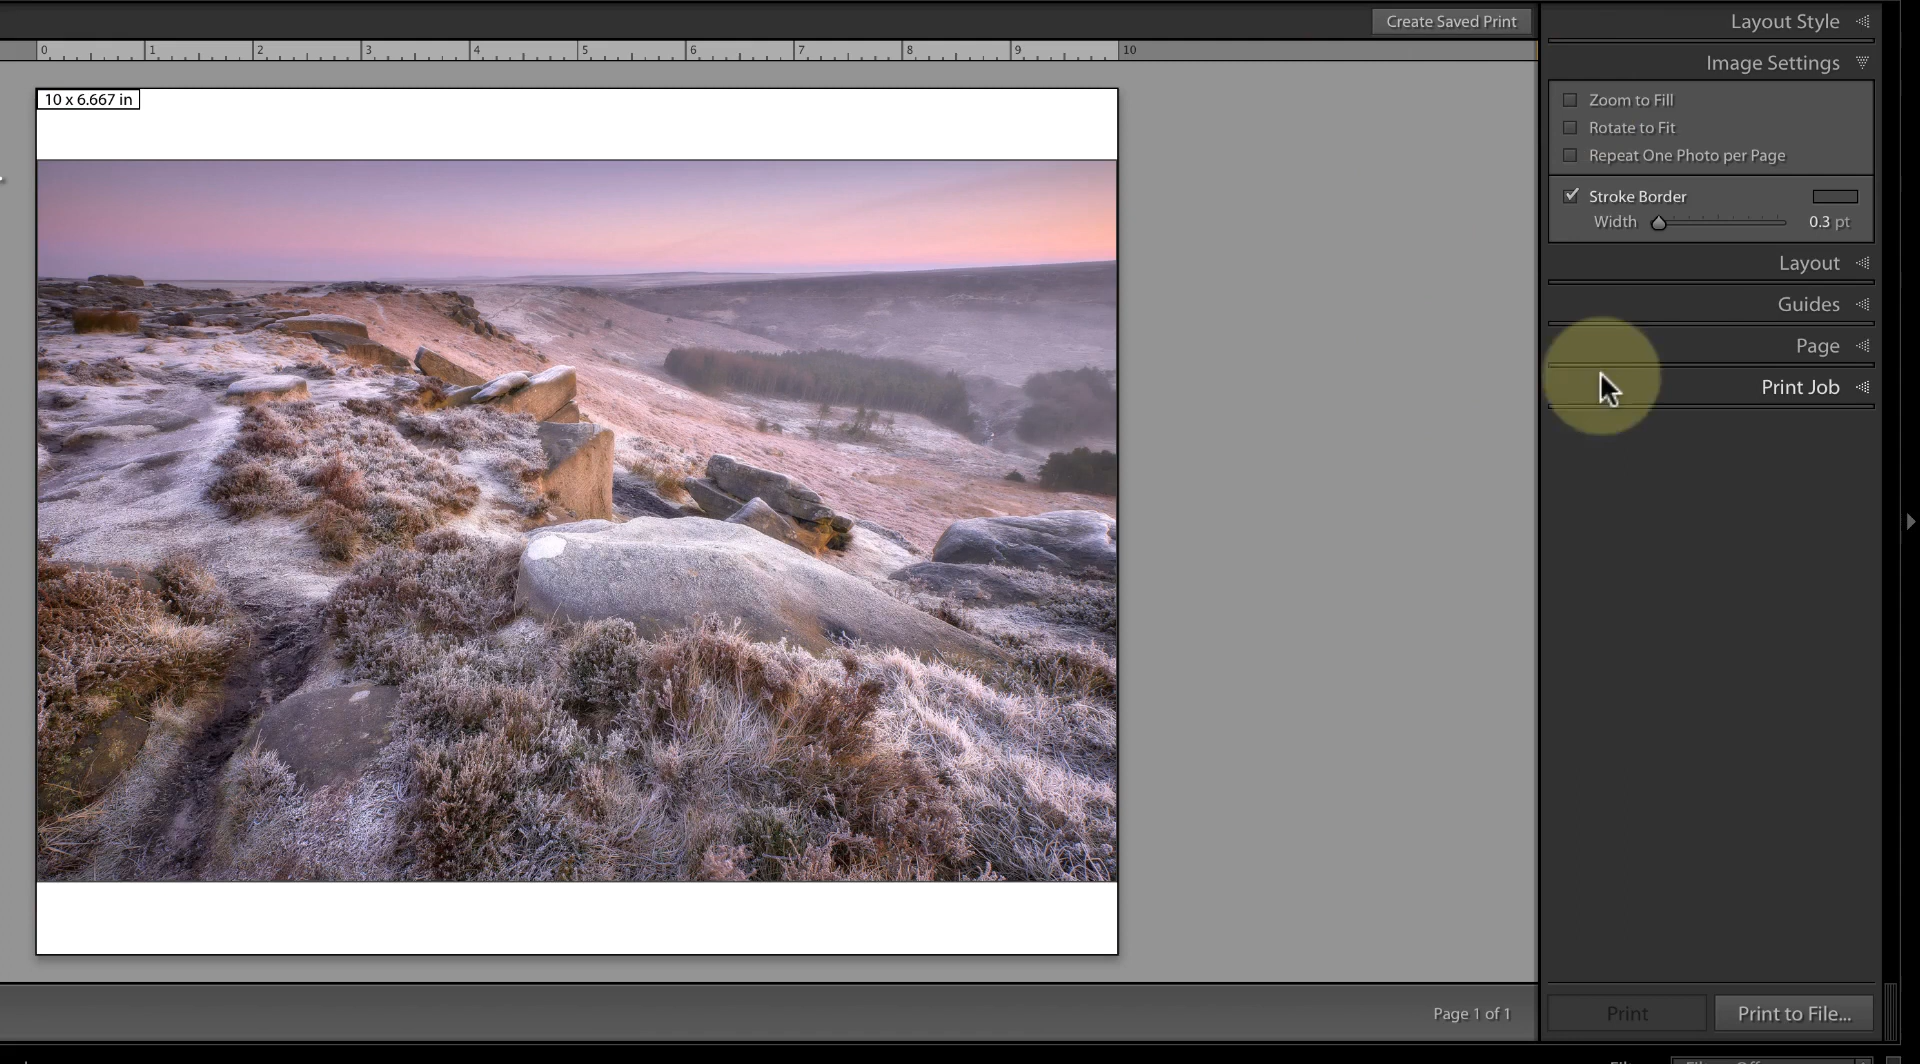 Create Saved Print
Layout Style
0 1 2 3 4 5 6 7 8 9 10
Image Settings
10 x 6.667 in
Zoom to Fill
Rotate to Fit
Repeat One Photo per Page
Stroke Border
Width 0.3 pt
Layout
Guides
Page
Print Job
Page 1 of 1
Print
Print to File...